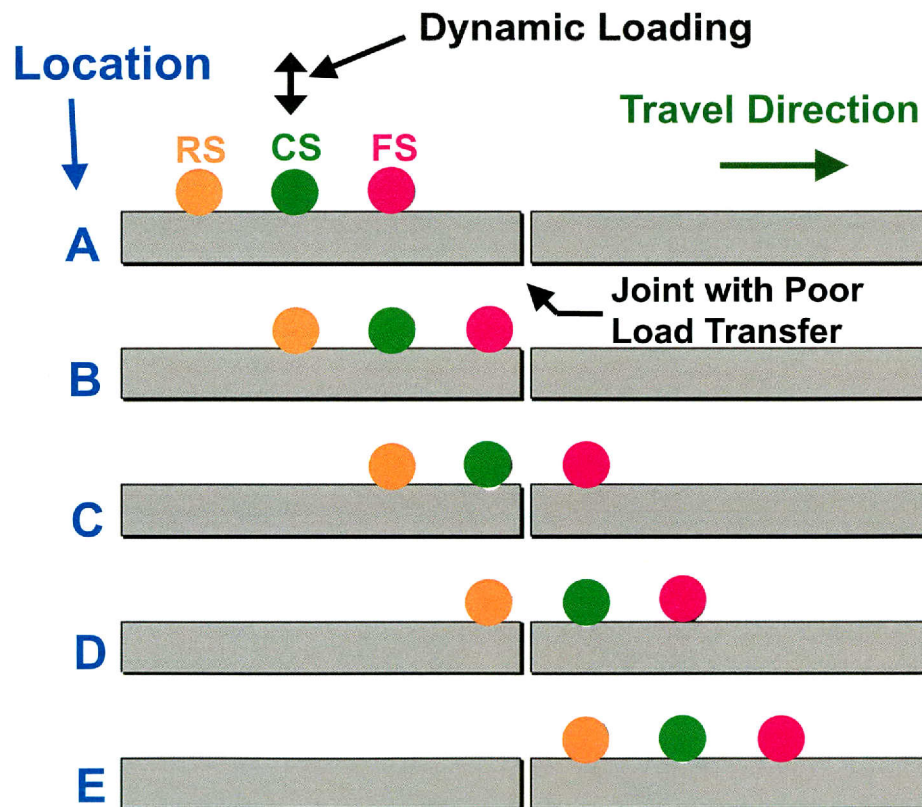 Dynamic Loading
Location
Travel Direction
RS CS FS
A
Joint with Poor
Load Transfer
B
C
D
E